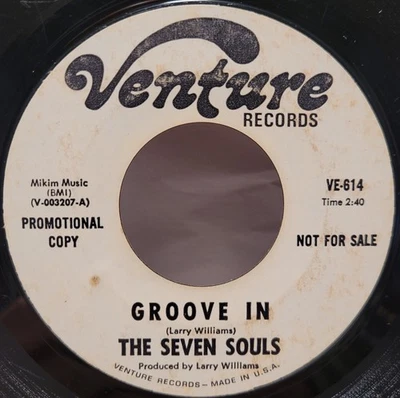 Venture
RECORDS
Mikim Music
(BMI)
(V-003207-A)
PROMOTIONAL
COPY
VE-614
Time 2:40
NOT FOR SALE
GROOVE IN
(Larry Williams)
THE SEVEN SOULS
Produced by Larry Williams
VENTURE RECORDS – MADE IN U.S.A.